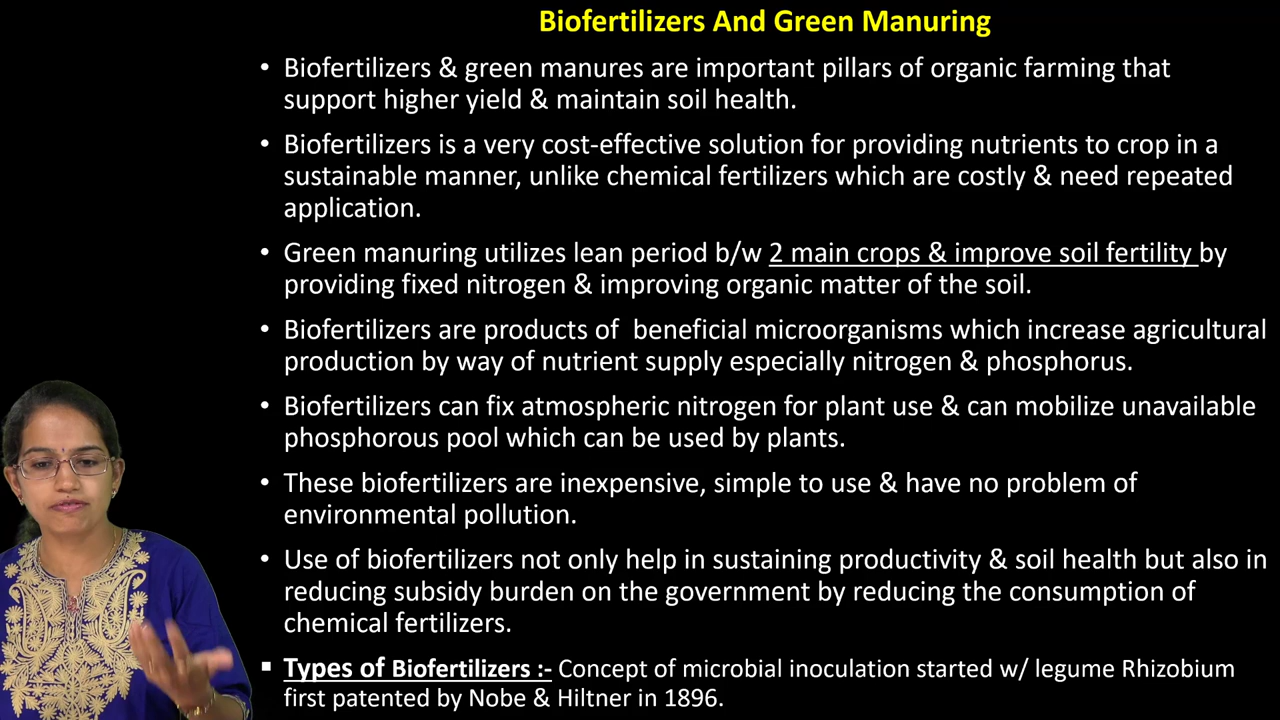 Biofertilizers And Green Manuring
• Biofertilizers & green manures are important pillars of organic farming that
support higher yield & maintain soil health.
• Biofertilizers is a very cost-effective solution for providing nutrients to crop in a
sustainable manner, unlike chemical fertilizers which are costly & need repeated
application.
• Green manuring utilizes lean period b/w 2 main crops & improve soil fertility by
providing fixed nitrogen & improving organic matter of the soil.
• Biofertilizers are products of beneficial microorganisms which increase agricultural
production by way of nutrient supply especially nitrogen & phosphorus.
• Biofertilizers can fix atmospheric nitrogen for plant use & can mobilize unavailable
phosphorous pool which can be used by plants.
• These biofertilizers are inexpensive, simple to use & have no problem of
environmental pollution.
• Use of biofertilizers not only help in sustaining productivity & soil health but also in
reducing subsidy burden on the government by reducing the consumption of
chemical fertilizers.
▪ Types of Biofertilizers :- Concept of microbial inoculation started w/ legume Rhizobium
first patented by Nobe & Hiltner in 1896.